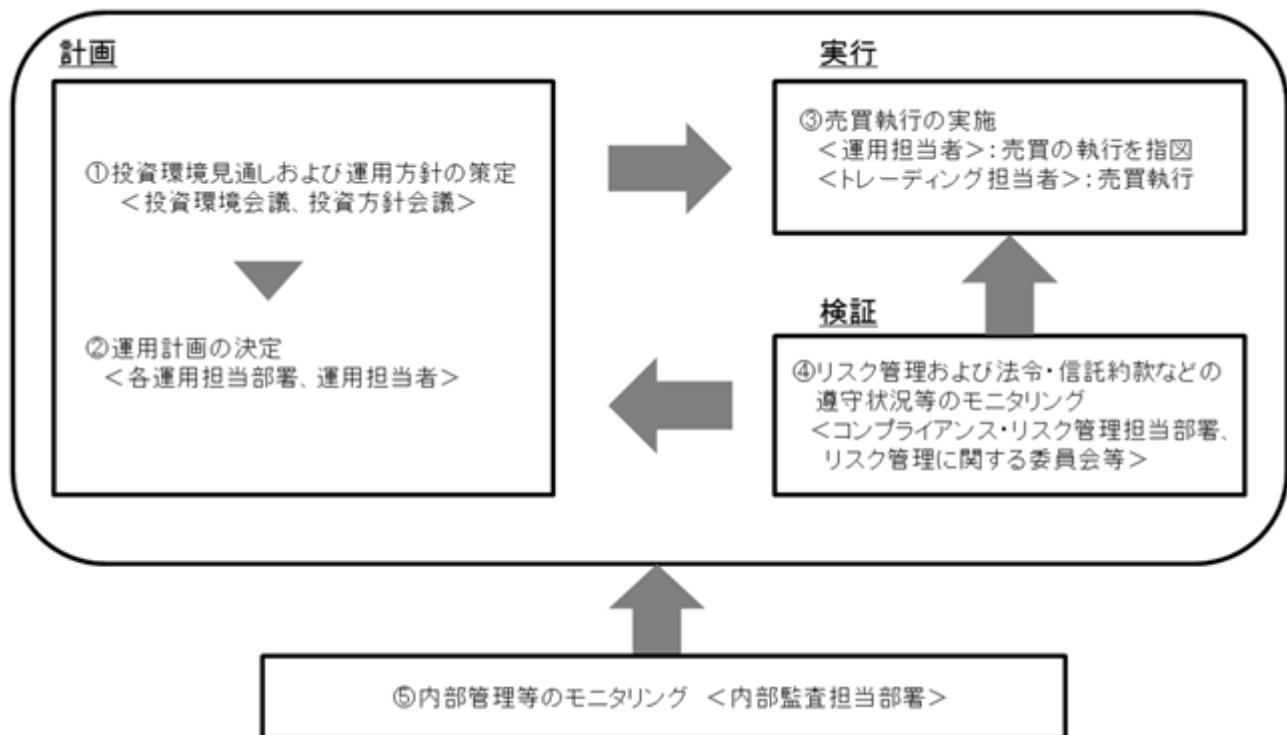 計画
①投資環境見通しおよび運用方針の策定
＜投資環境会議、投資方針会議＞
②運用計画の決定
＜各運用担当部署、運用担当者＞
実行
③売買執行の実施
＜運用担当者＞：売買の執行を指図
＜トレーディング担当者＞：売買執行
検証
④リスク管理および法令・信託約款などの
遵守状況等のモニタリング
＜コンプライアンス・リスク管理担当部署、
リスク管理に関する委員会等＞
⑤内部管理等のモニタリング ＜内部監査担当部署＞